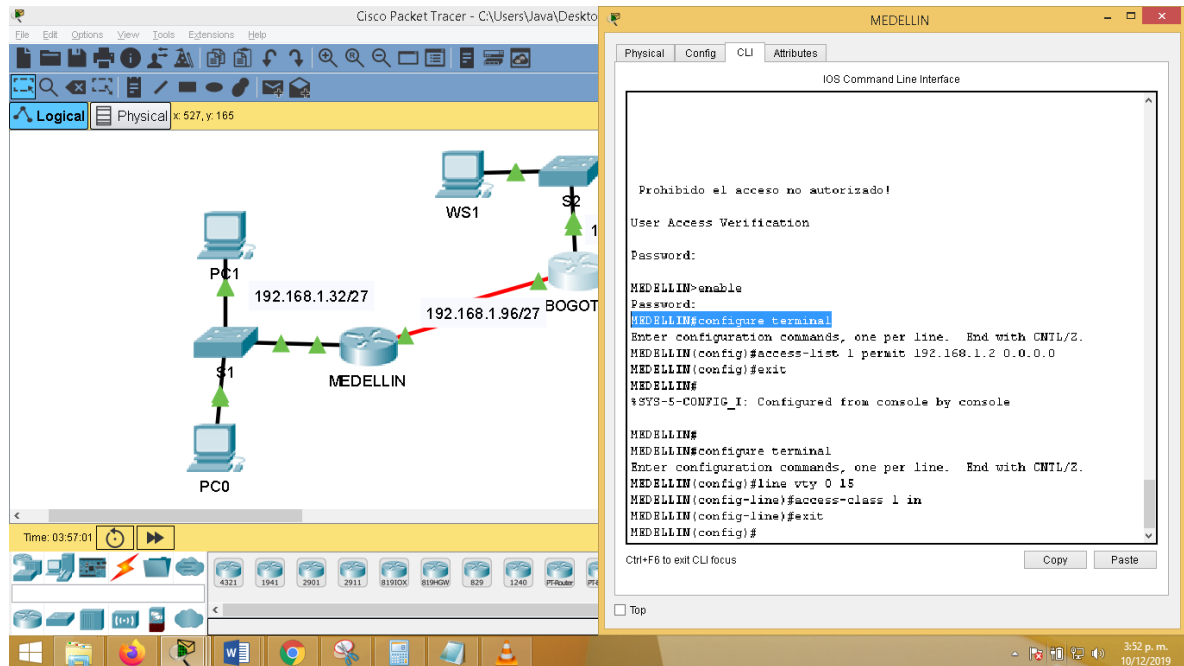 Cisco Packet Tracer - C:\Users\Java\Deskto
File Edit Options View Tools Extensions Help
Logical
Physical
x: 527, y: 165
WS1
S2
1
PC1
192.168.1.32/27
192.168.1.96/27
BOGOT
S1
MEDELLIN
PC0
Time: 03:57:01
4321
1941
2901
2911
819IOX
819HGW
829
1240
PT-Router
MEDELLIN
Physical Config CLI Attributes
IOS Command Line Interface
Prohibido el acceso no autorizado!
User Access Verification
Password:
MEDELLIN>enable
Password:
MEDELLIN#configure terminal
Enter configuration commands, one per line. End with CNTL/Z.
MEDELLIN(config)#access-list 1 permit 192.168.1.2 0.0.0.0
MEDELLIN(config)#exit
MEDELLIN#
%SYS-5-CONFIG_I: Configured from console by console
MEDELLIN#
MEDELLIN#configure terminal
Enter configuration commands, one per line. End with CNTL/Z.
MEDELLIN(config)#line vty 0 15
MEDELLIN(config-line)#access-class 1 in
MEDELLIN(config-line)#exit
MEDELLIN(config)#
Ctrl+F6 to exit CLI focus
Copy
Paste
Top
3:52 p. m.
10/12/2019